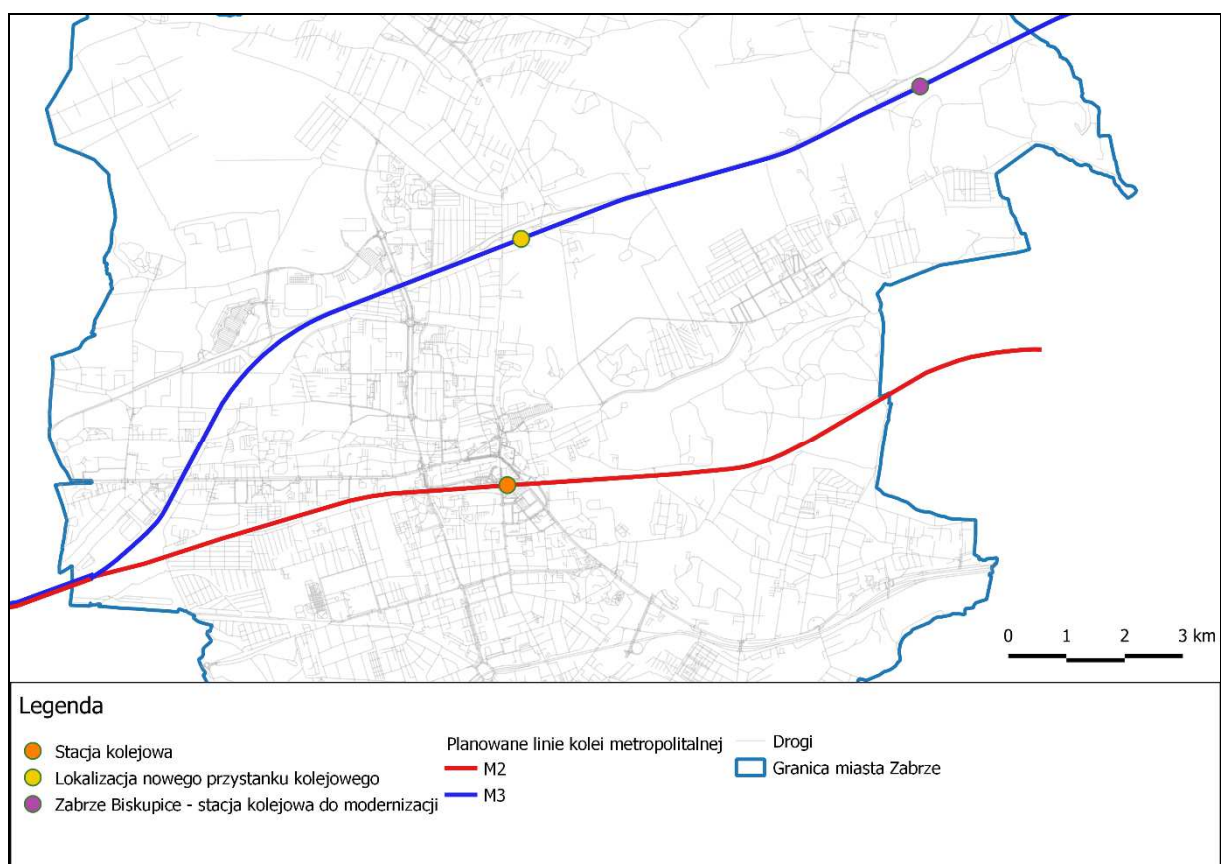 0 1 2 3 km
Legenda
Stacja kolejowa
Lokalizacja nowego przystanku kolejowego
Zabrze Biskupice - stacja kolejowa do modernizacji
Planowane linie kolei metropolitalnej
M2
M3
Drogi
Granica miasta Zabrze